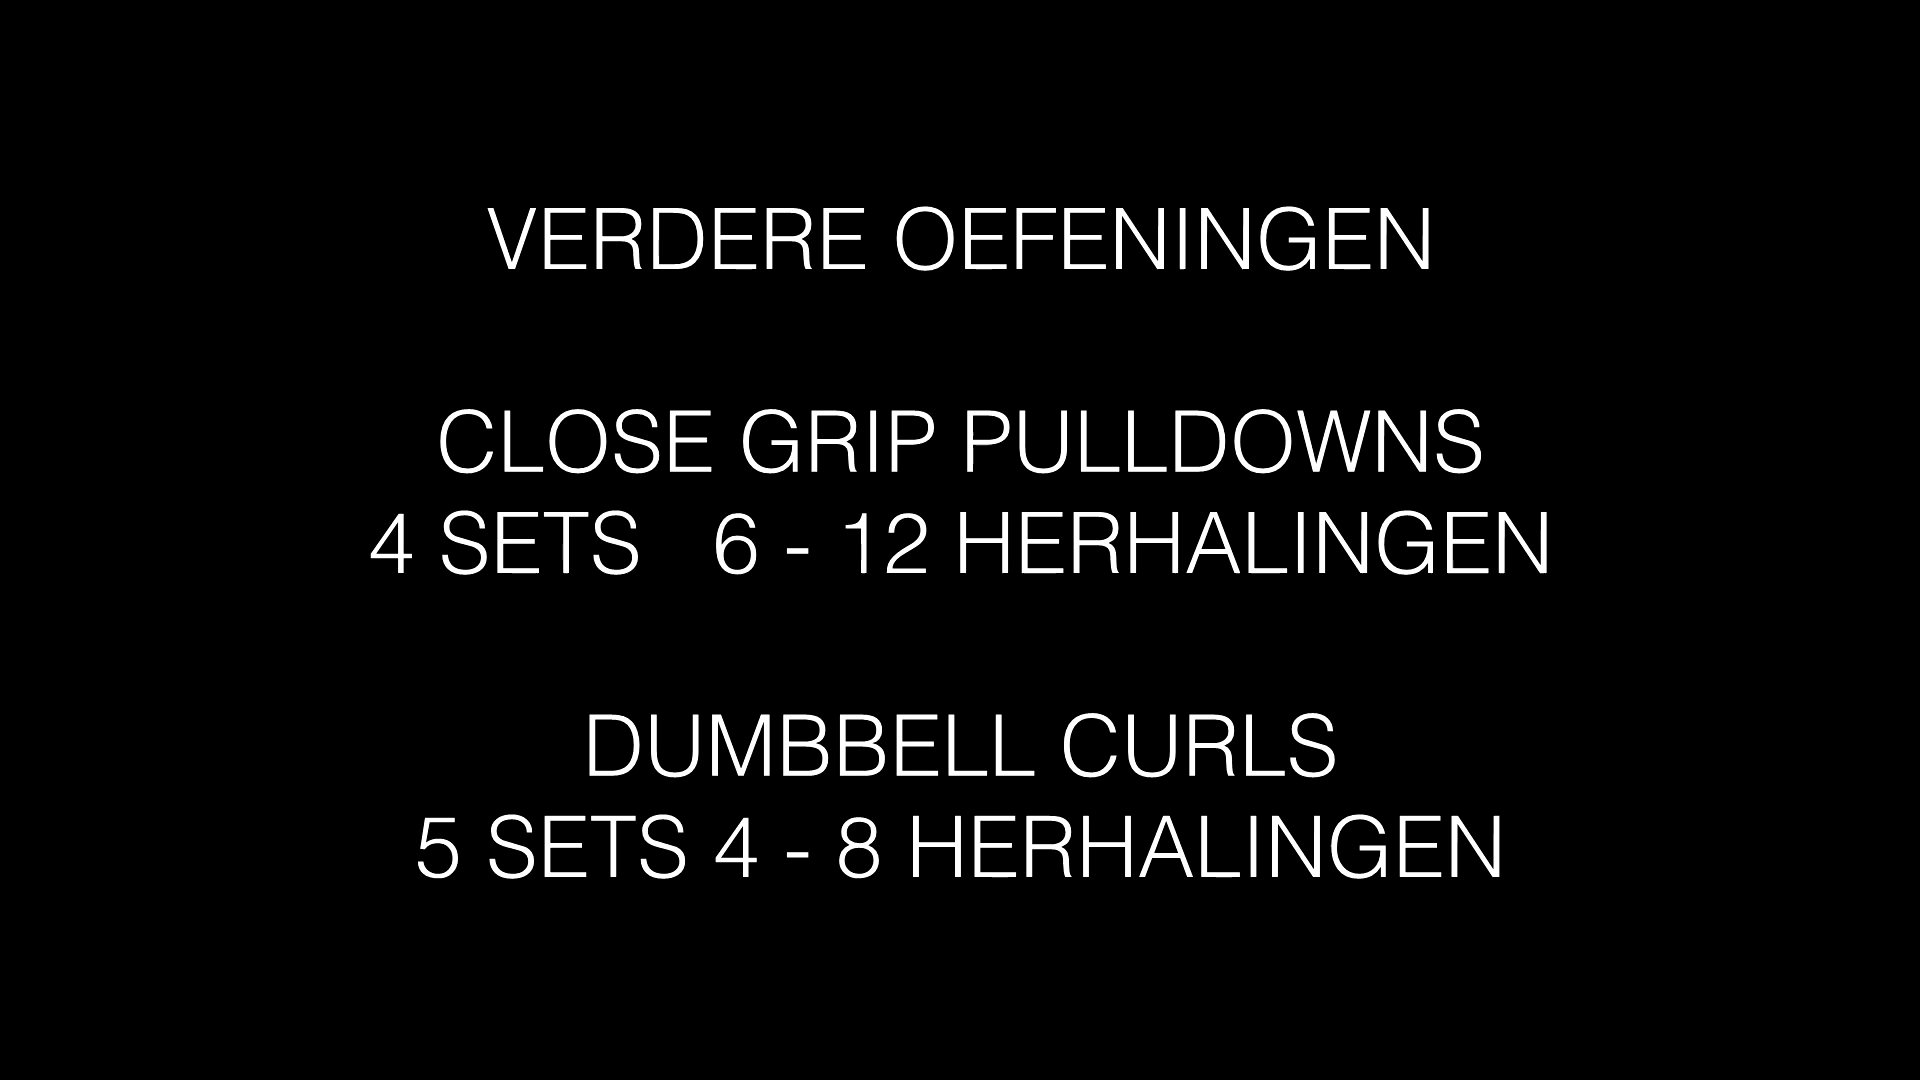 VERDERE OEFENINGEN
CLOSE GRIP PULLDOWNS
4 SETS   6 - 12 HERHALINGEN
DUMBBELL CURLS
5 SETS 4 - 8 HERHALINGEN